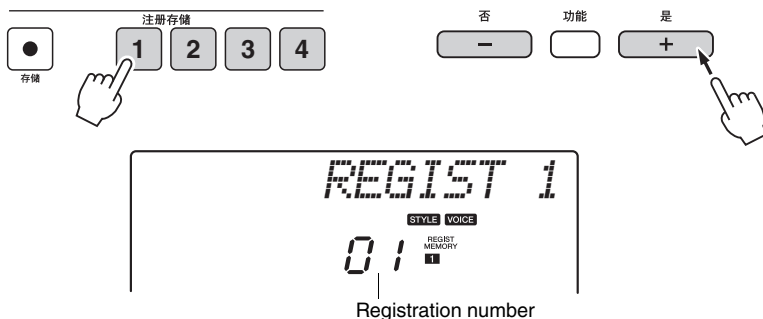 注册存储
1 2 3 4
存储
否 功能 是
− +
REGIST 1
STYLE VOICE
01 REGIST MEMORY 1
Registration number